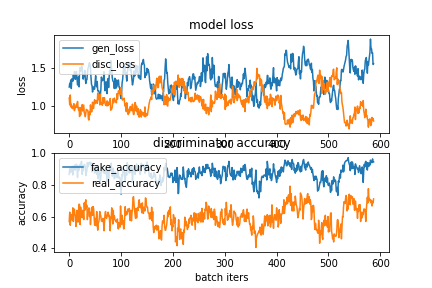 model loss
gen_loss
disc_loss
1.5
1.0
loss
0 100 200 300 400 500 600
discriminator accuracy
1.0
fake_accuracy
real_accuracy
0.8
0.6
0.4
accuracy
0 100 200 300 400 500 600
batch iters